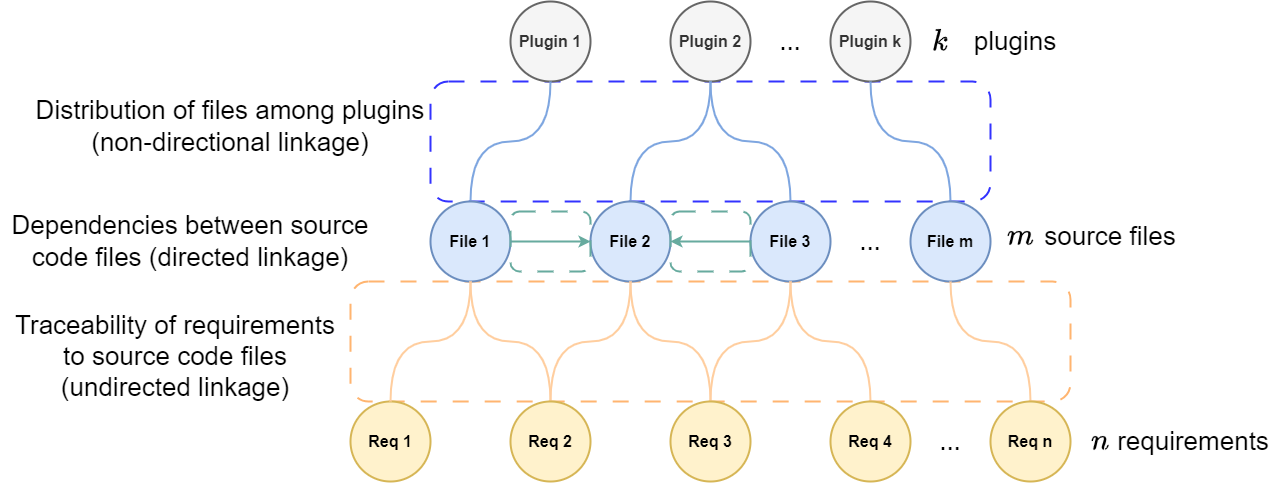 Plugin 1 Plugin 2 ... Plugin k k plugins
Distribution of files among plugins
(non-directional linkage)
Dependencies between source
code files (directed linkage)
File 1 File 2 File 3 ... File m m source files
Traceability of requirements
to source code files
(undirected linkage)
Req 1 Req 2 Req 3 Req 4 ... Req n n requirements